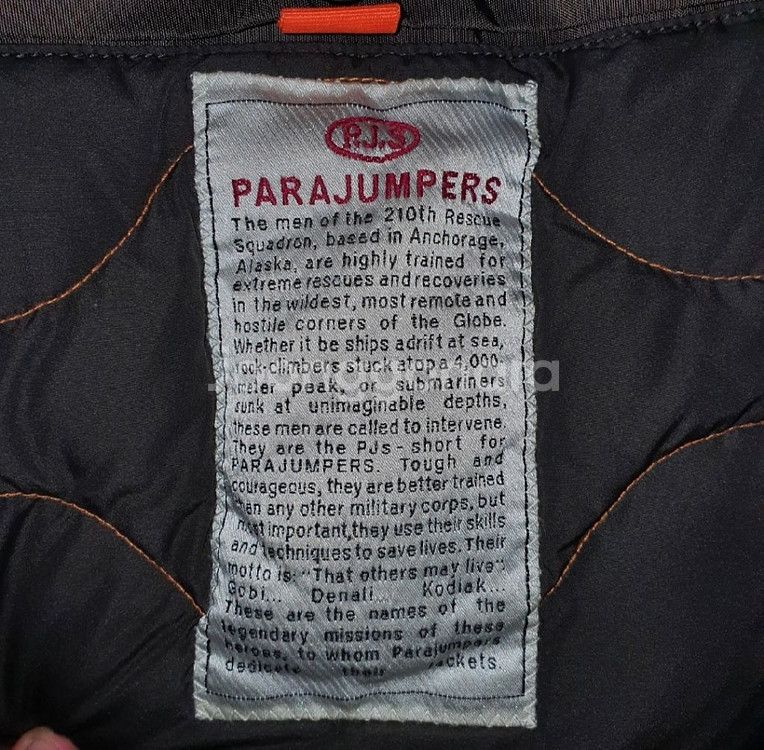 P.J.S
PARAJUMPERS
The men of the 210th Rescue
Squadron, based in Anchorage,
Alaska, are highly trained for
extreme rescues and recoveries
in the wildest, most remote and
hostile corners of the Globe.
Whether it be ships adrift at sea,
rock-climbers stuck atop a 4,000-
meter peak, or submariners
sunk at unimaginable depths,
these men are called to intervene.
They are the PJs - short for
PARAJUMPERS. Tough and
courageous, they are better trained
than any other military corps, but
most important, they use their skills
and techniques to save lives. Their
motto is: "That others may live".
Gobi... Denali... Kodiak...
These are the names of the
legendary missions of these
heroes, to whom Parajumpers
dedicate their jackets.